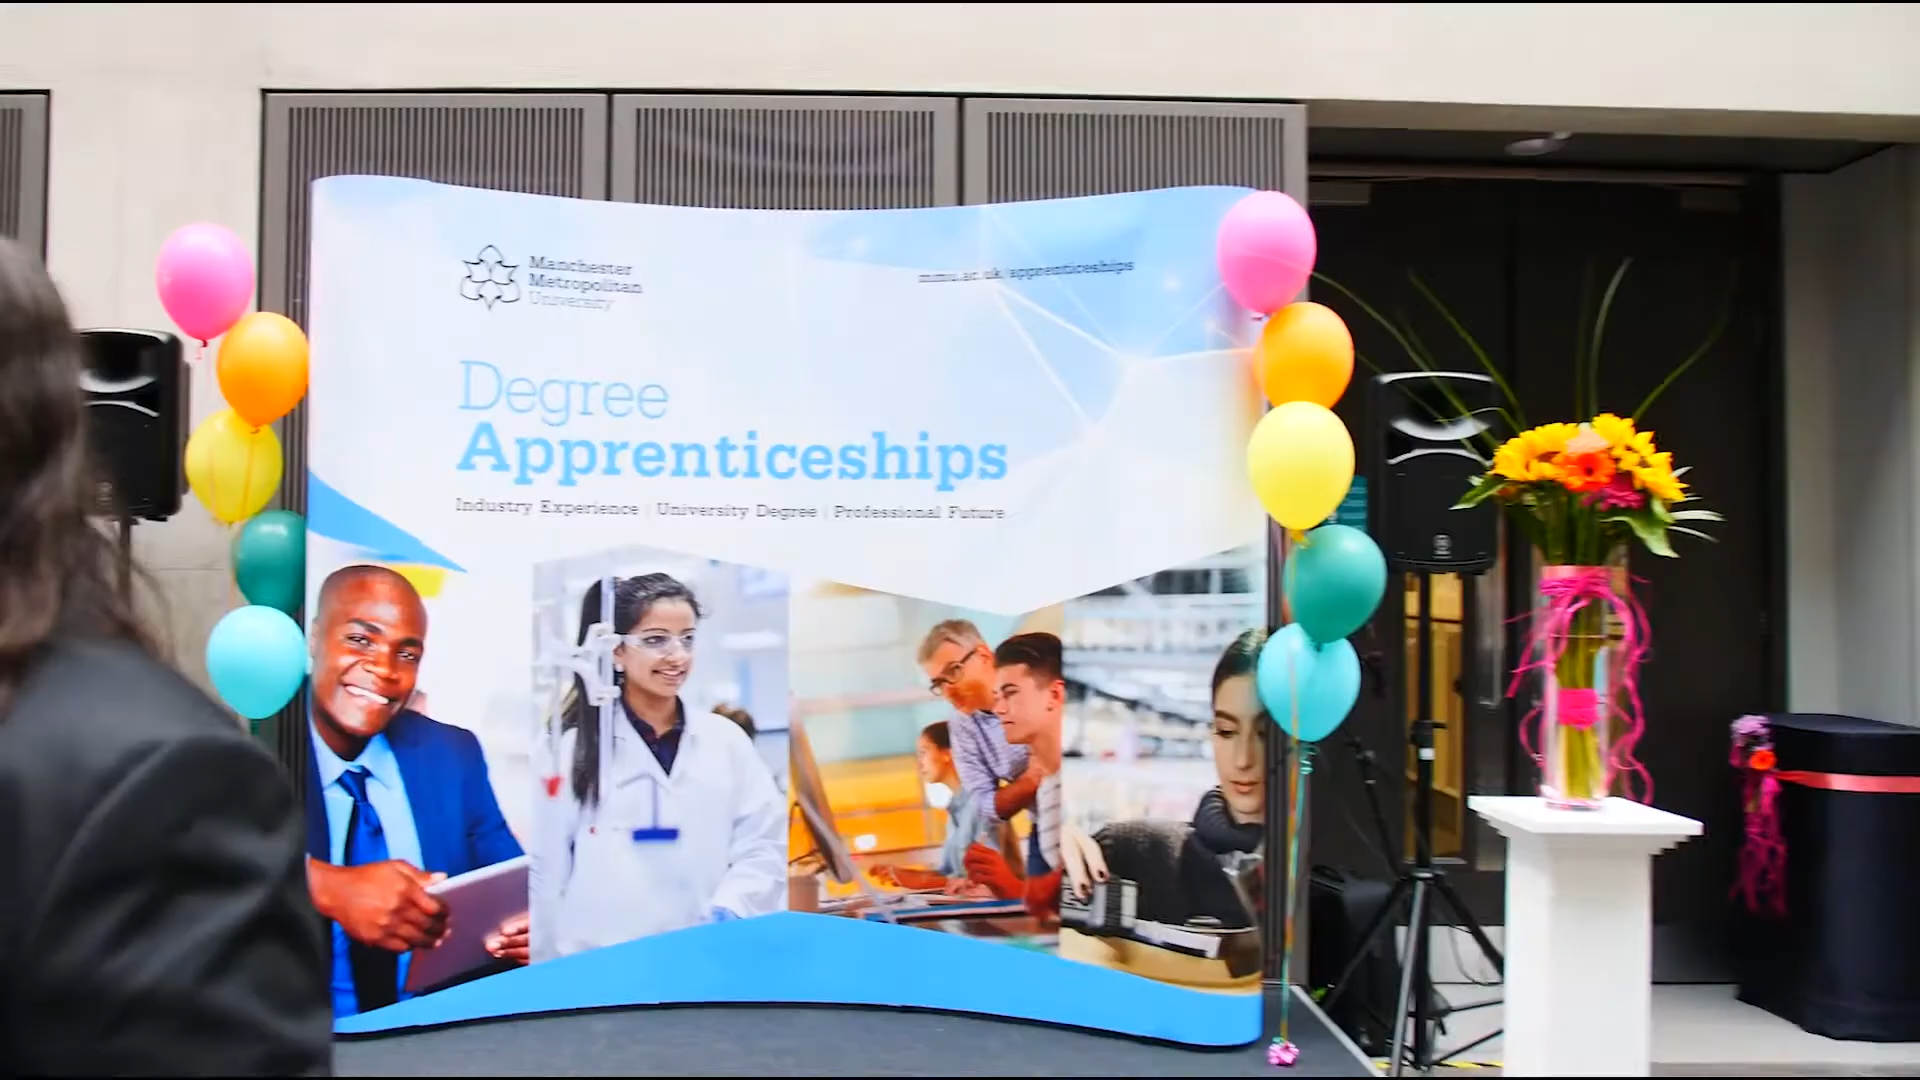 Manchester
Metropolitan
University
mmu.ac.uk/apprenticeships
Degree
Apprenticeships
Industry Experience | University Degree | Professional Future